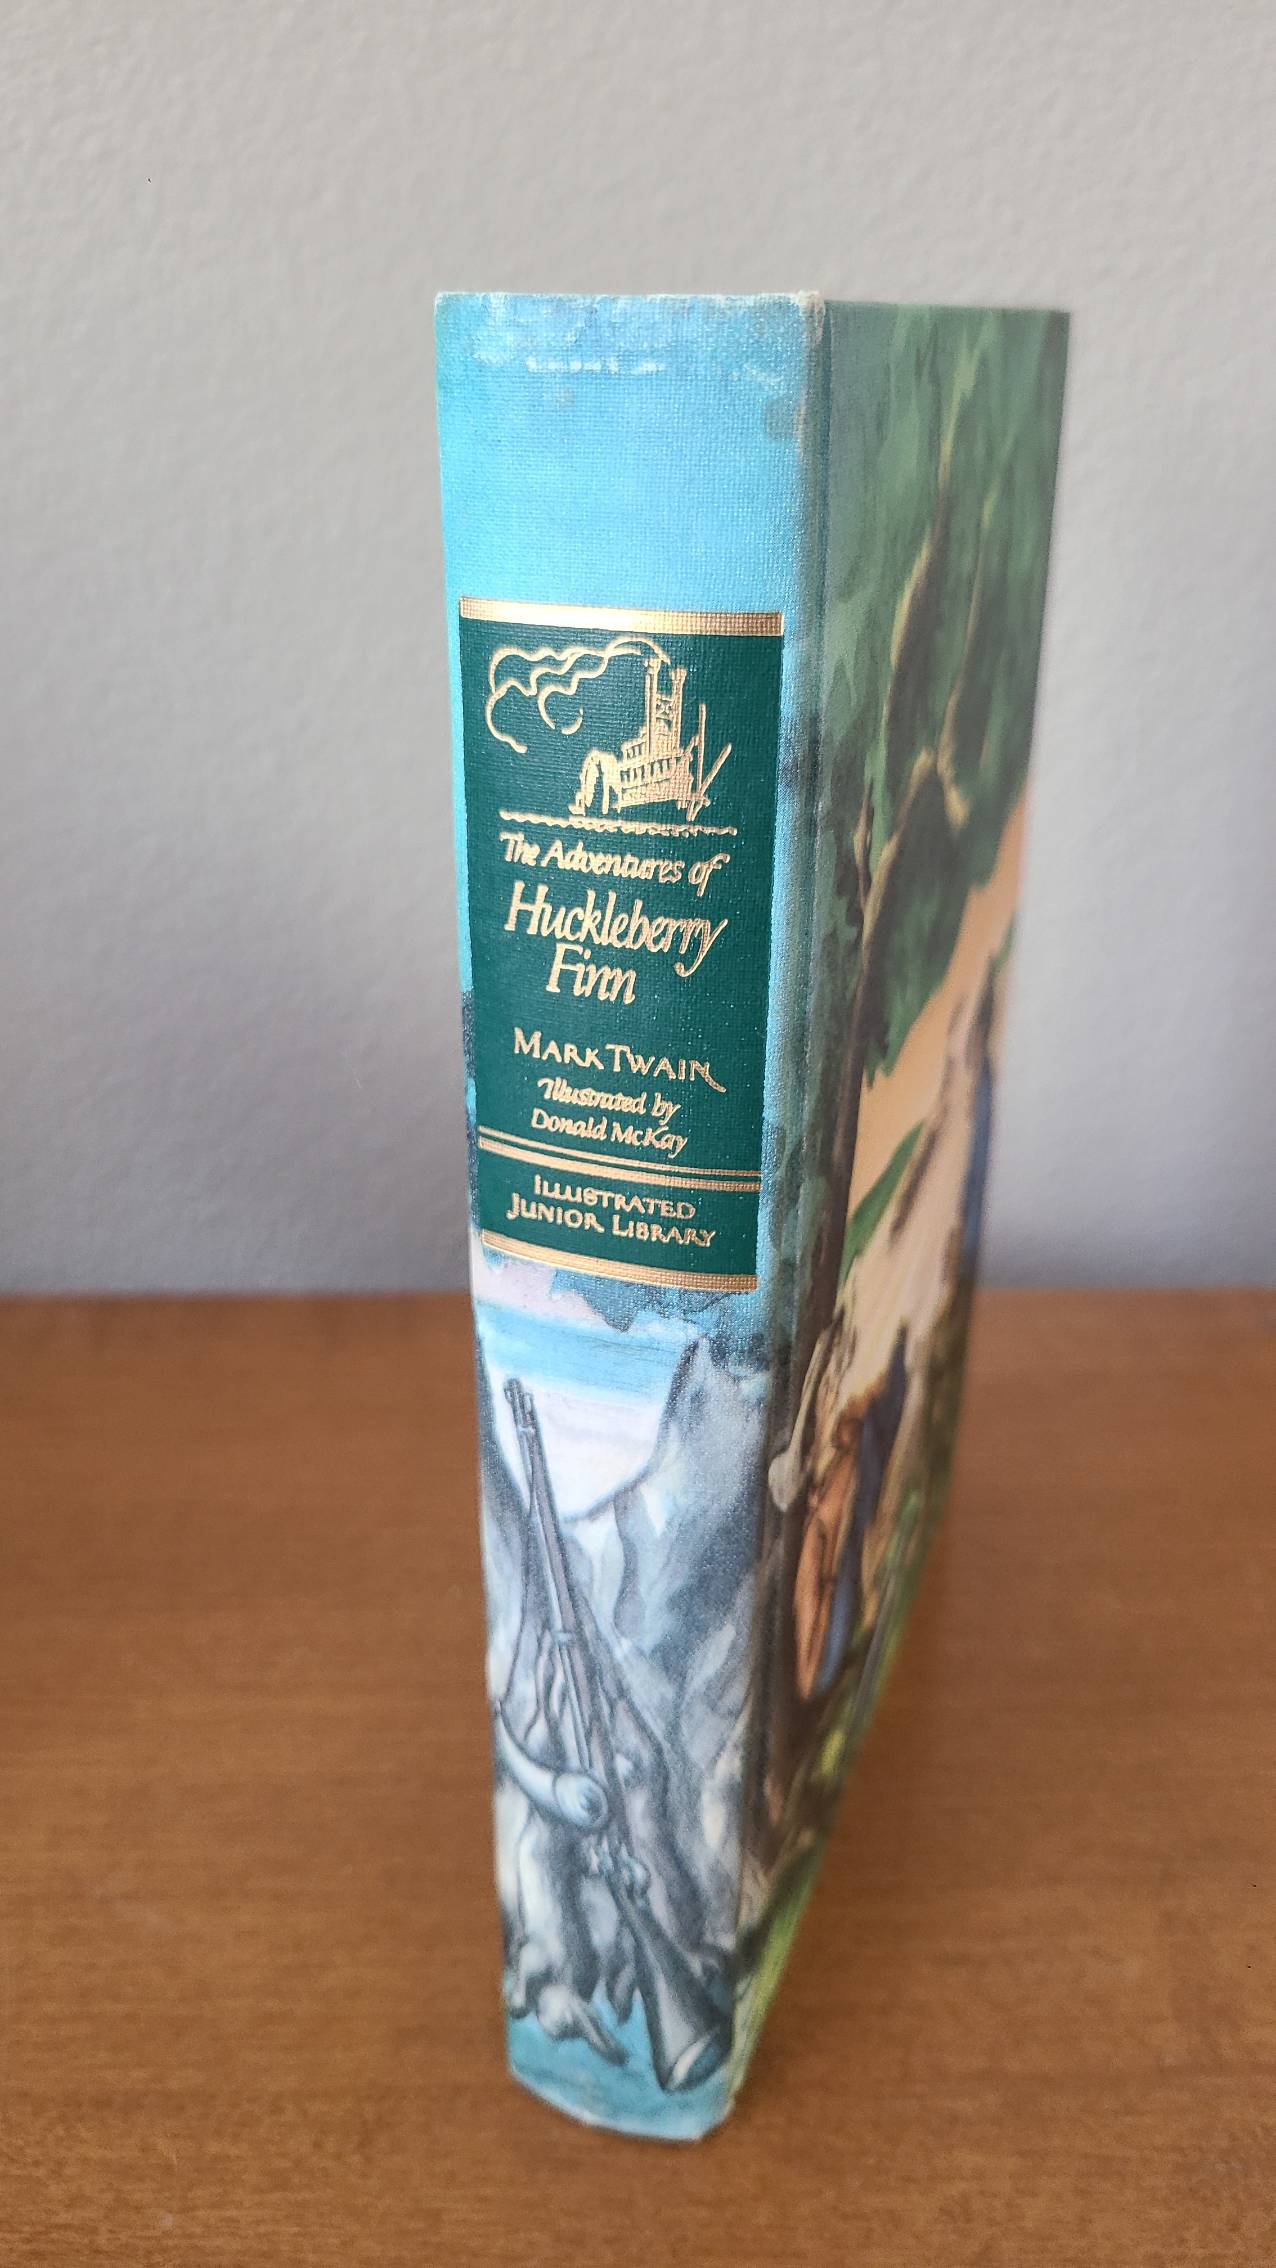 The Adventures of
Huckleberry
Finn
MARK TWAIN
Illustrated by
Donald McKay
ILLUSTRATED
JUNIOR LIBRARY